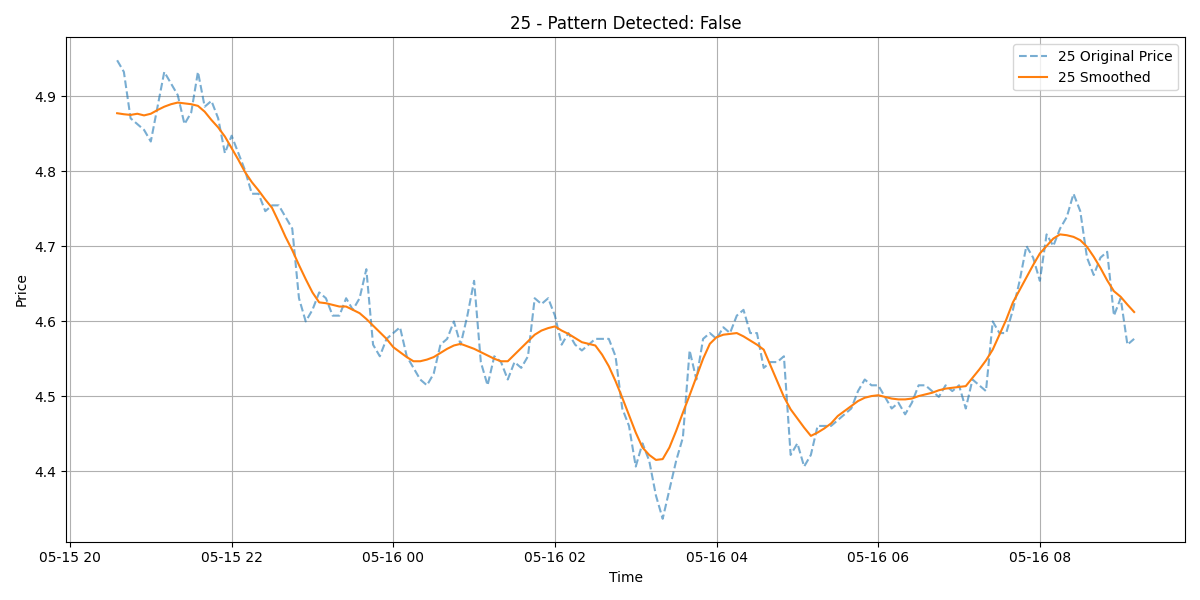 25 - Pattern Detected: False
25 Original Price
25 Smoothed
Price
4.9
4.8
4.7
4.6
4.5
4.4
05-15 20 05-15 22 05-16 00 05-16 02 05-16 04 05-16 06 05-16 08
Time